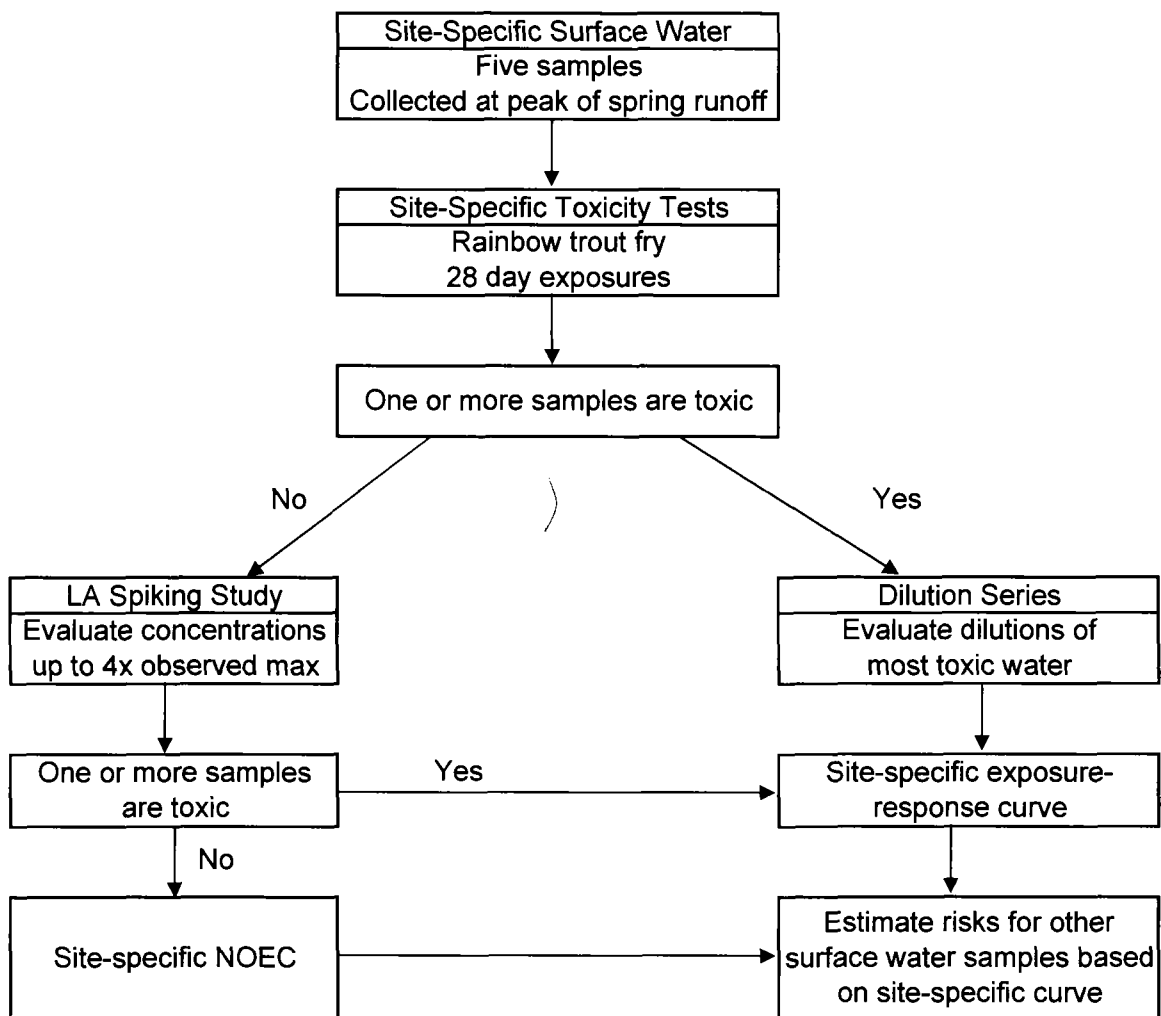 Site-Specific Surface Water
Five samples
Collected at peak of spring runoff
Site-Specific Toxicity Tests
Rainbow trout fry
28 day exposures
One or more samples are toxic
No
Yes
LA Spiking Study
Evaluate concentrations
up to 4x observed max
Dilution Series
Evaluate dilutions of
most toxic water
One or more samples
are toxic
Yes
Site-specific exposure-
response curve
No
Site-specific NOEC
Estimate risks for other
surface water samples based
on site-specific curve